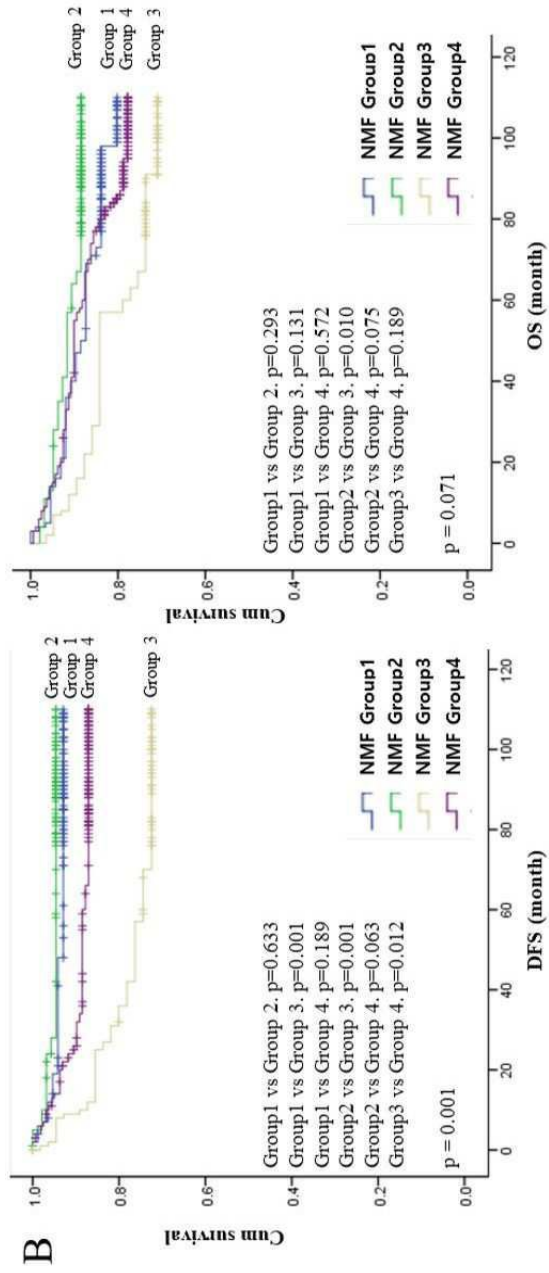 B
Cum survival
1.0
0.8
0.6
0.4
0.2
0.0
Group 2
Group 1
Group 4
Group 3
Group1 vs Group 2. p=0.633
Group1 vs Group 3. p=0.001
Group1 vs Group 4. p=0.189
Group2 vs Group 3. p=0.001
Group2 vs Group 4. p=0.063
Group3 vs Group 4. p=0.012
p = 0.001
NMF Group1
NMF Group2
NMF Group3
NMF Group4
0 20 40 60 80 100 120
DFS (month)
Cum survival
1.0
0.8
0.6
0.4
0.2
0.0
Group 2
Group 1
Group 4
Group 3
Group1 vs Group 2. p=0.293
Group1 vs Group 3. p=0.131
Group1 vs Group 4. p=0.572
Group2 vs Group 3. p=0.010
Group2 vs Group 4. p=0.075
Group3 vs Group 4. p=0.189
p = 0.071
NMF Group1
NMF Group2
NMF Group3
NMF Group4
0 20 40 60 80 100 120
OS (month)